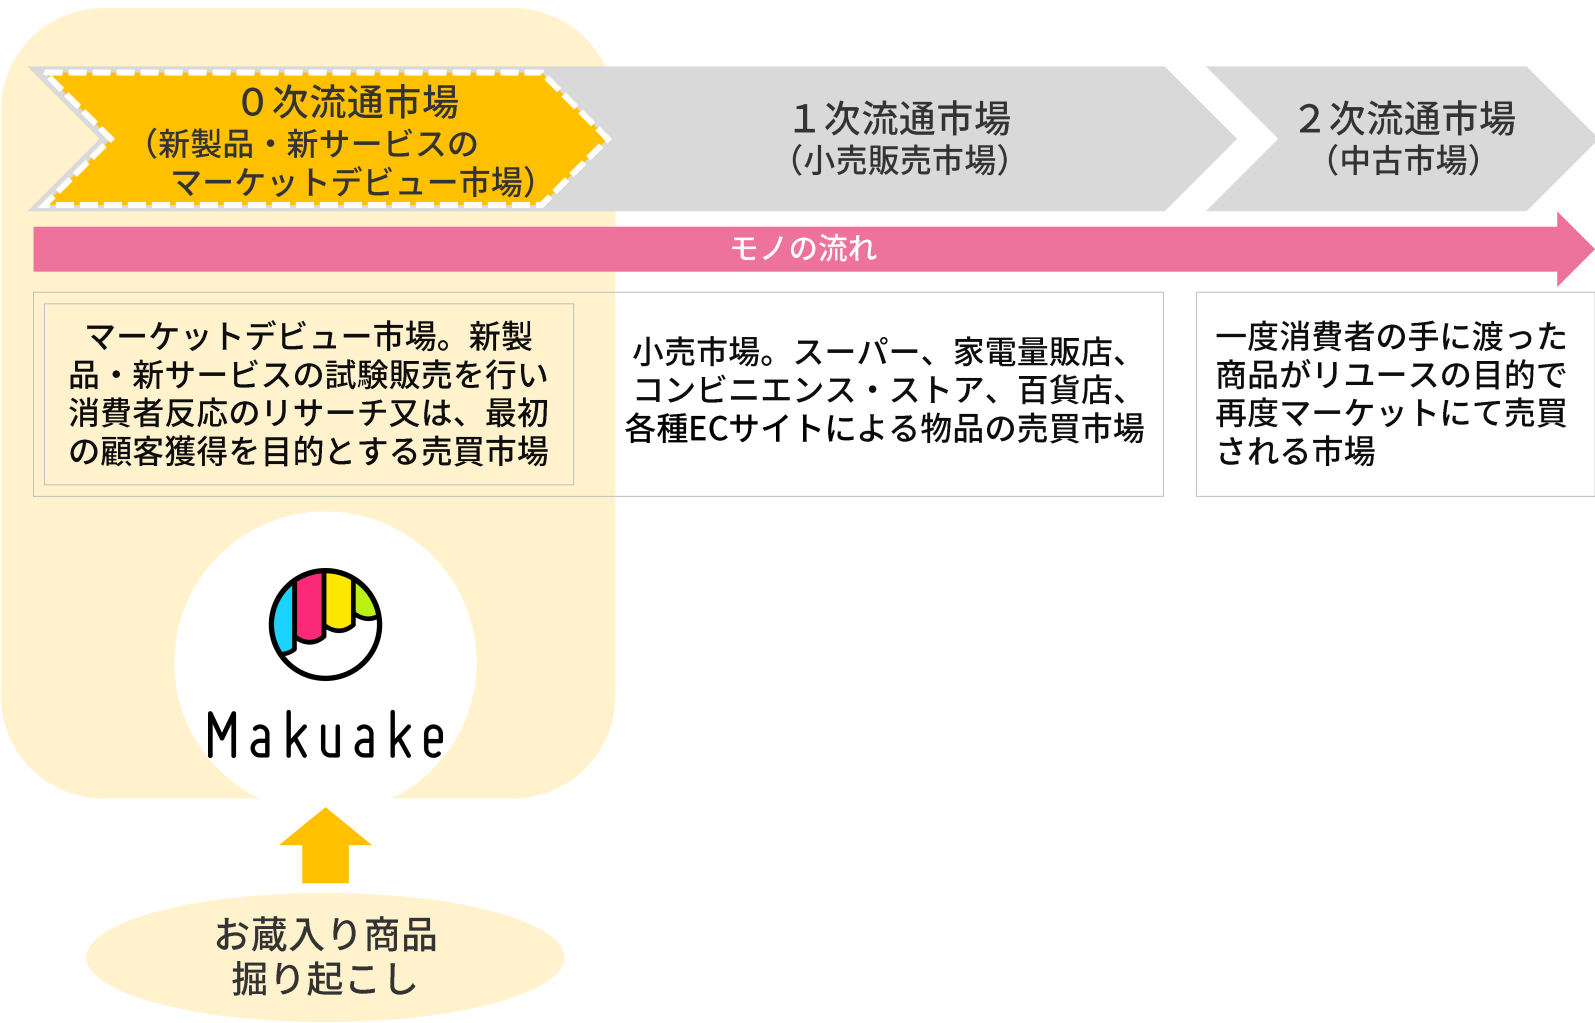 ０次流通市場
（新製品・新サービスの
マーケットデビュー市場）
１次流通市場
（小売販売市場）
２次流通市場
（中古市場）
モノの流れ
マーケットデビュー市場。新製
品・新サービスの試験販売を行い
消費者反応のリサーチ又は、最初
の顧客獲得を目的とする売買市場
小売市場。スーパー、家電量販店、
コンビニエンス・ストア、百貨店、
各種ECサイトによる物品の売買市場
一度消費者の手に渡った
商品がリユースの目的で
再度マーケットにて売買
される市場
Makuake
お蔵入り商品
掘り起こし